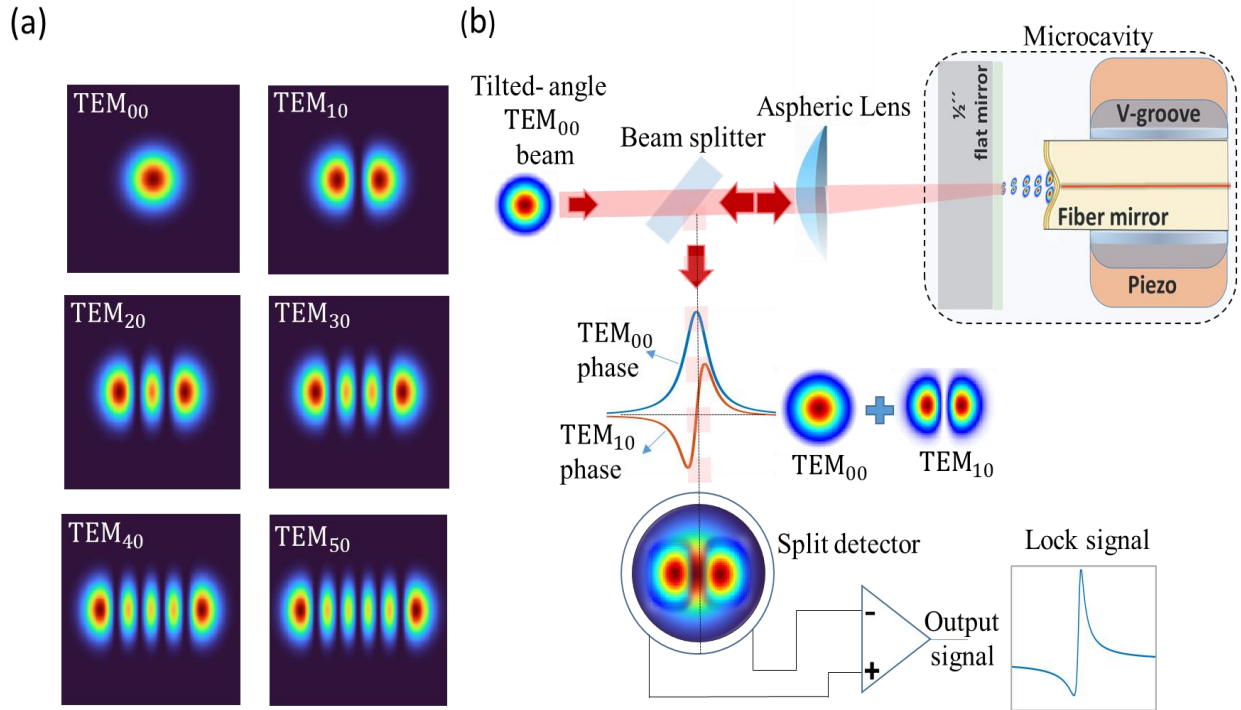 (a)
TEM₀₀
TEM₁₀
TEM₂₀
TEM₃₀
TEM₄₀
TEM₅₀
(b)
Microcavity
Tilted- angle
TEM₀₀
beam
Beam splitter
Aspheric Lens
½´´
flat mirror
V-groove
Fiber mirror
Piezo
TEM₀₀
phase
TEM₁₀
phase
TEM₀₀
TEM₁₀
Split detector
Lock signal
-
+
Output
signal